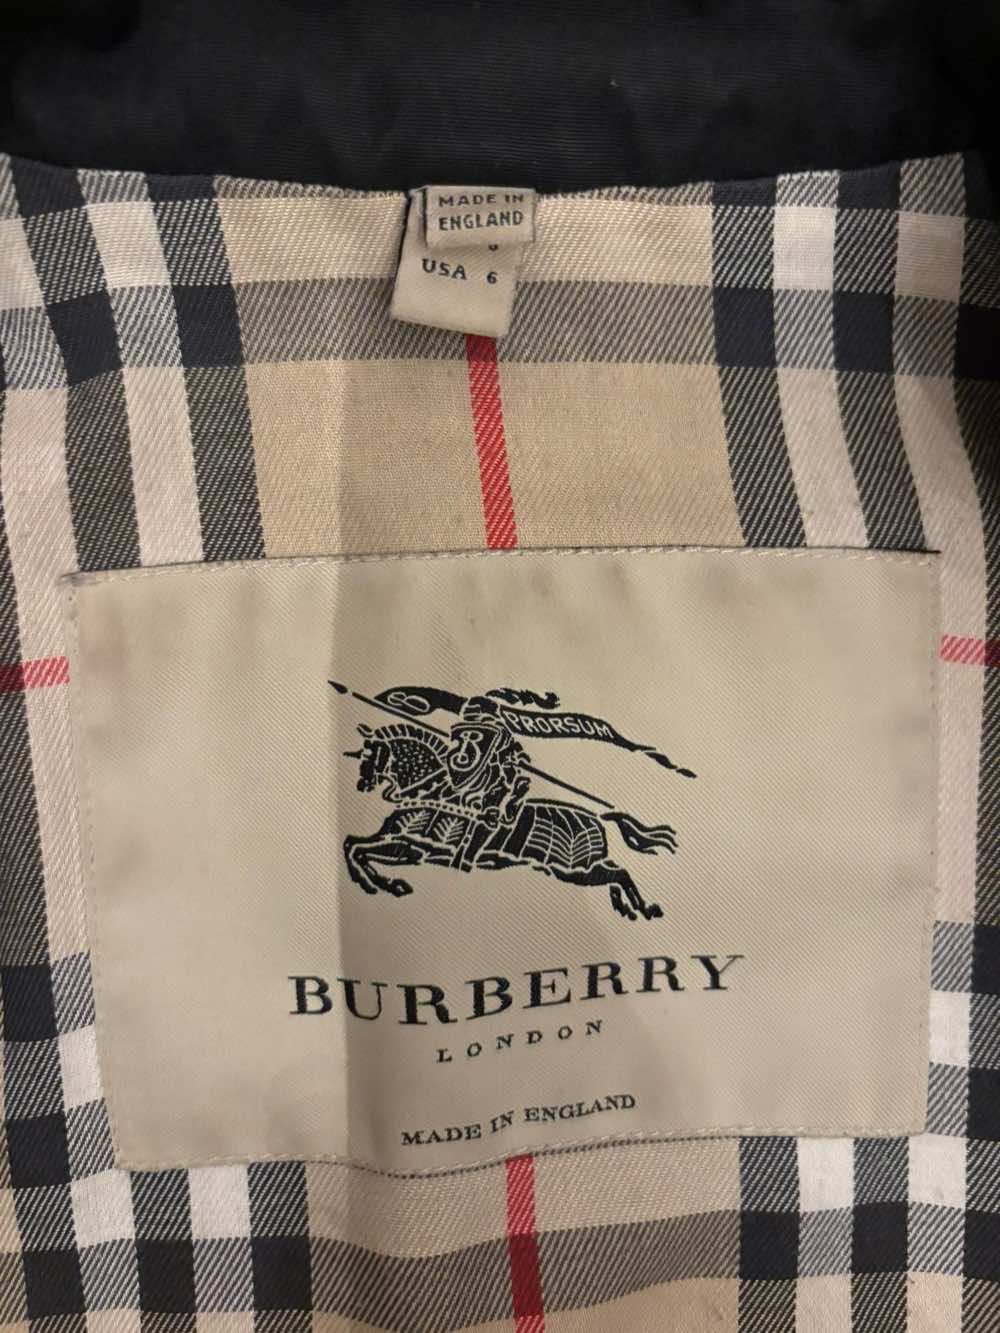 MADE IN
ENGLAND
USA 6
PRORSUM
B
BURBERRY
LONDON
MADE IN ENGLAND